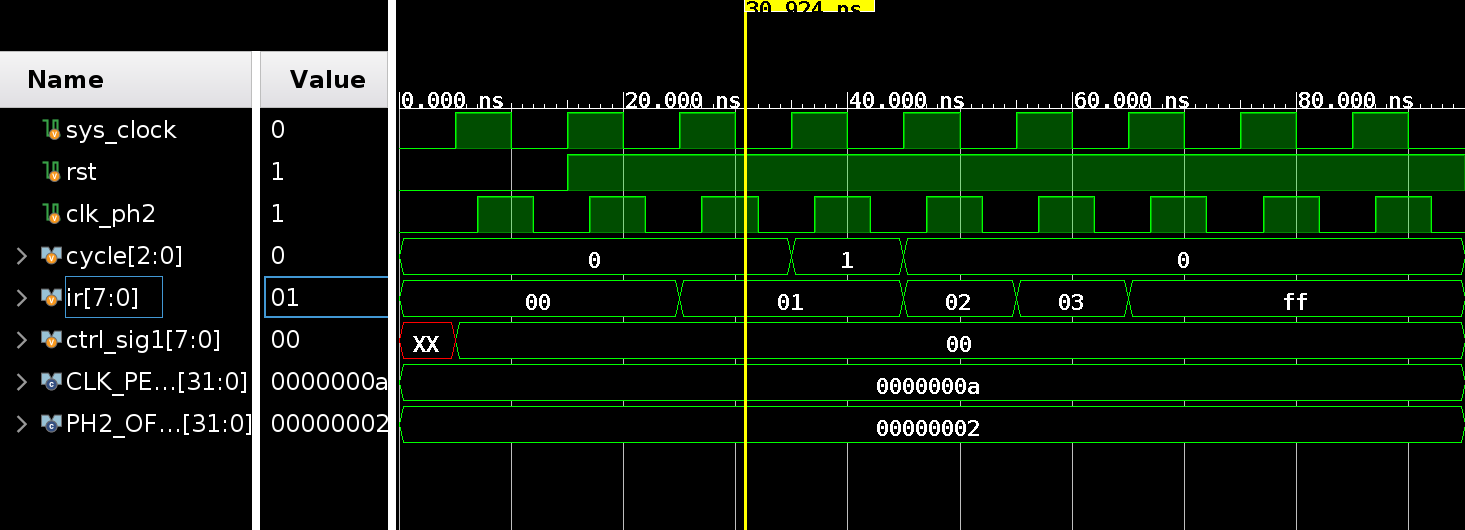 30.924 ns
Name Value
0.000 ns 20.000 ns 40.000 ns 60.000 ns 80.000 ns
sys_clock 0
rst 1
clk_ph2 1
cycle[2:0] 0 0 1 0
ir[7:0] 01 00 01 02 03 ff
ctrl_sig1[7:0] 00 XX 00
CLK_PE...[31:0] 0000000a 0000000a
PH2_OF...[31:0] 00000002 00000002